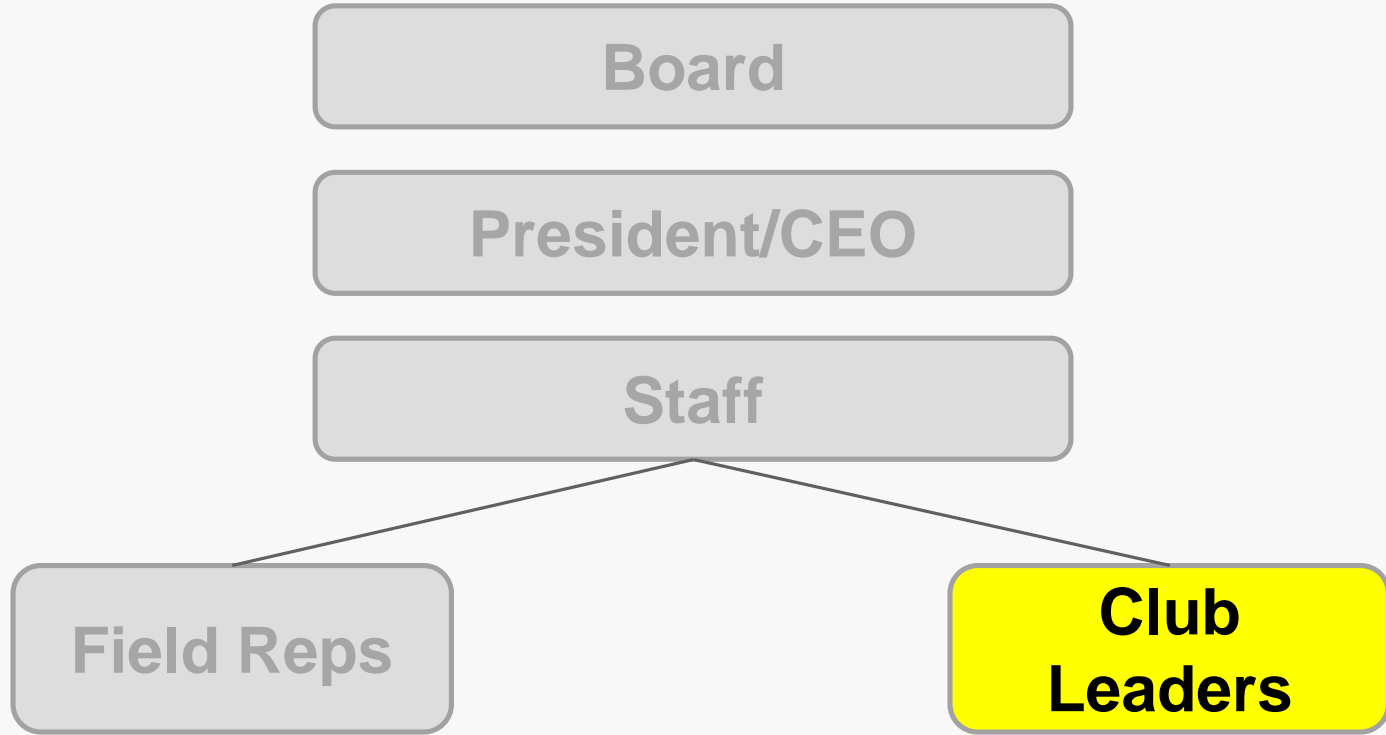 Board
President/CEO
Staff
Field Reps
Club
Leaders